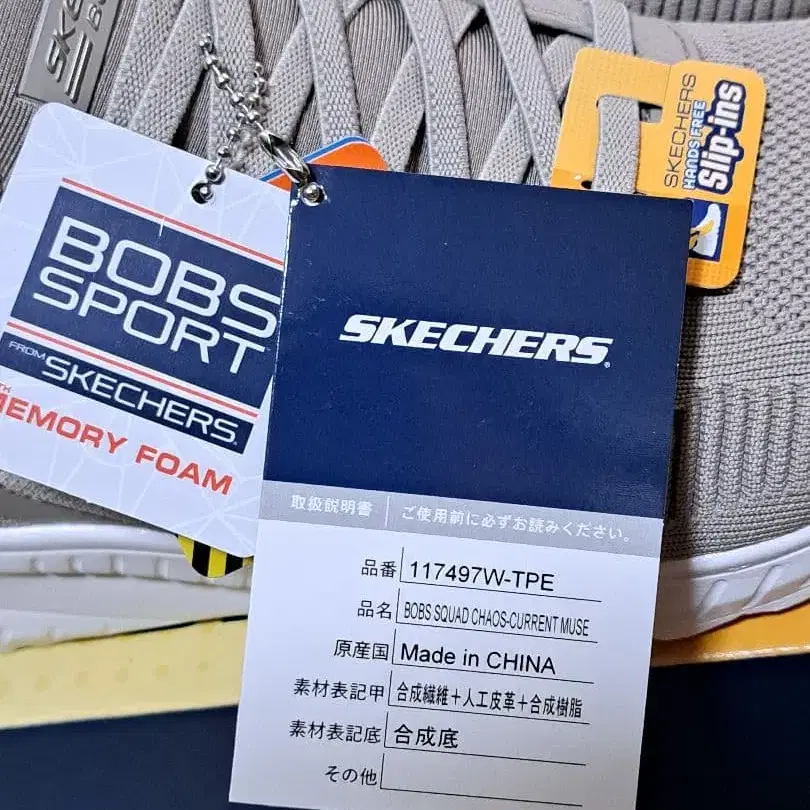 SKECHERS
HANDS FREE
Slip-ins
BOBS
SPORT
FROM SKECHERS
MEMORY FOAM
SKECHERS
取扱説明書 ご使用前に必ずお読みください。
品番 117497W-TPE
品名 BOBS SQUAD CHAOS-CURRENT MUSE
原産国 Made in CHINA
素材表記甲 合成繊維+人工皮革+合成樹脂
素材表記底 合成底
その他